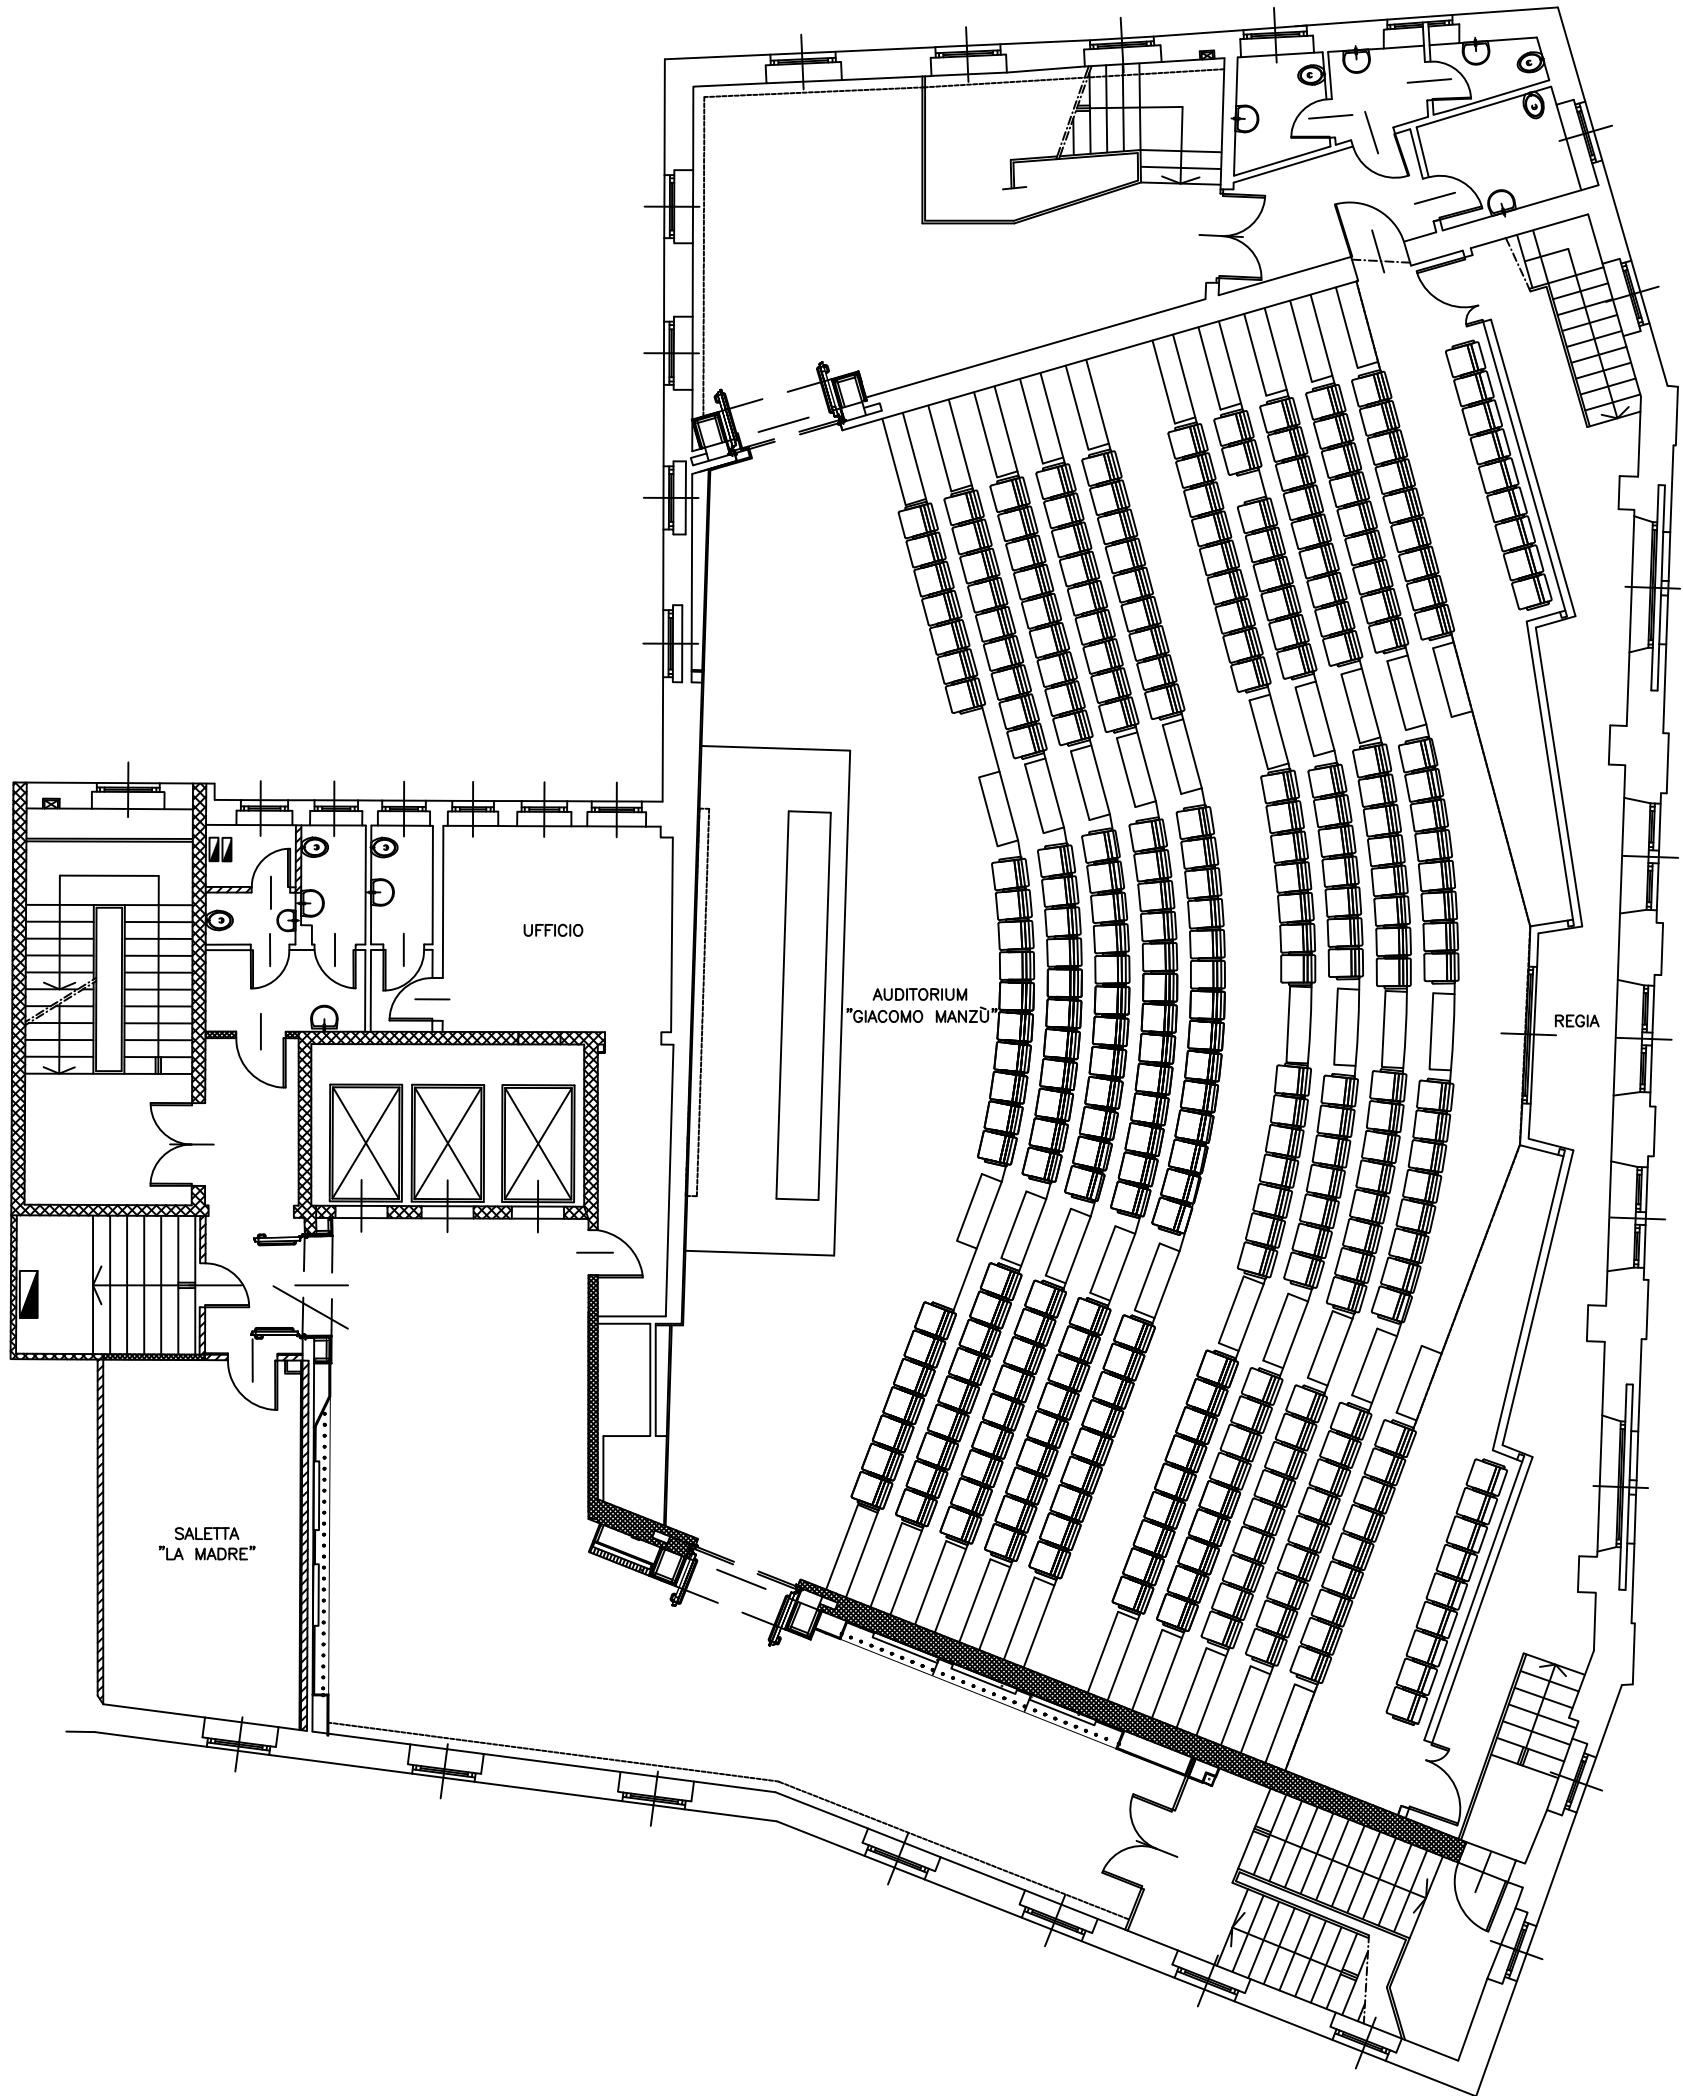 UFFICIO
AUDITORIUM
"GIACOMO MANZÙ"
REGIA
SALETTA
"LA MADRE"